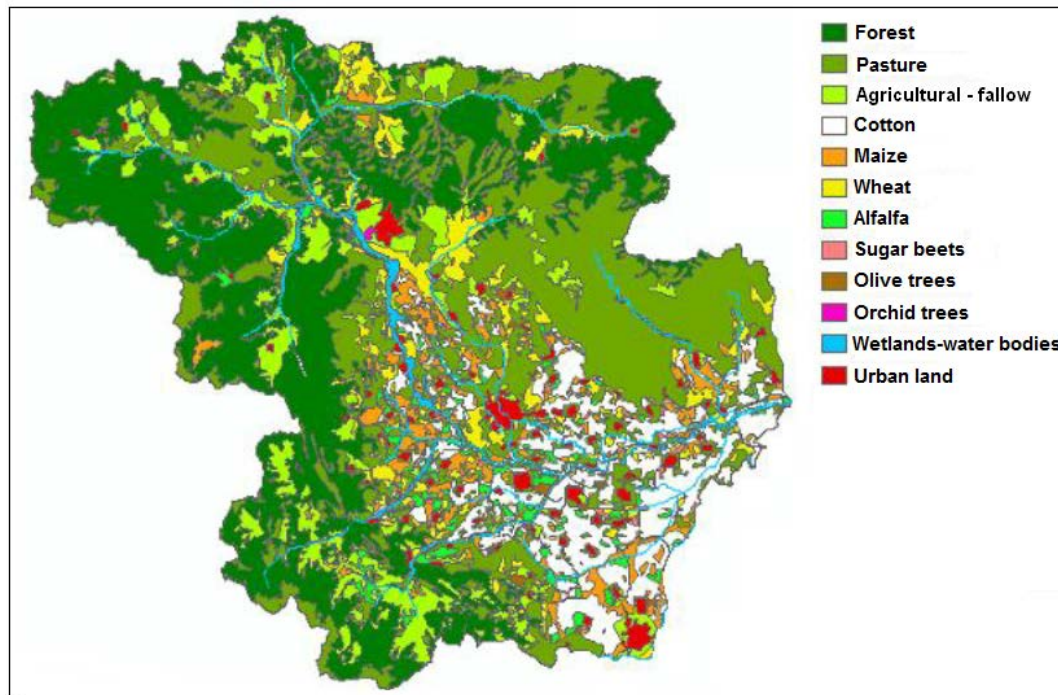 Forest
Pasture
Agricultural - fallow
Cotton
Maize
Wheat
Alfalfa
Sugar beets
Olive trees
Orchid trees
Wetlands-water bodies
Urban land